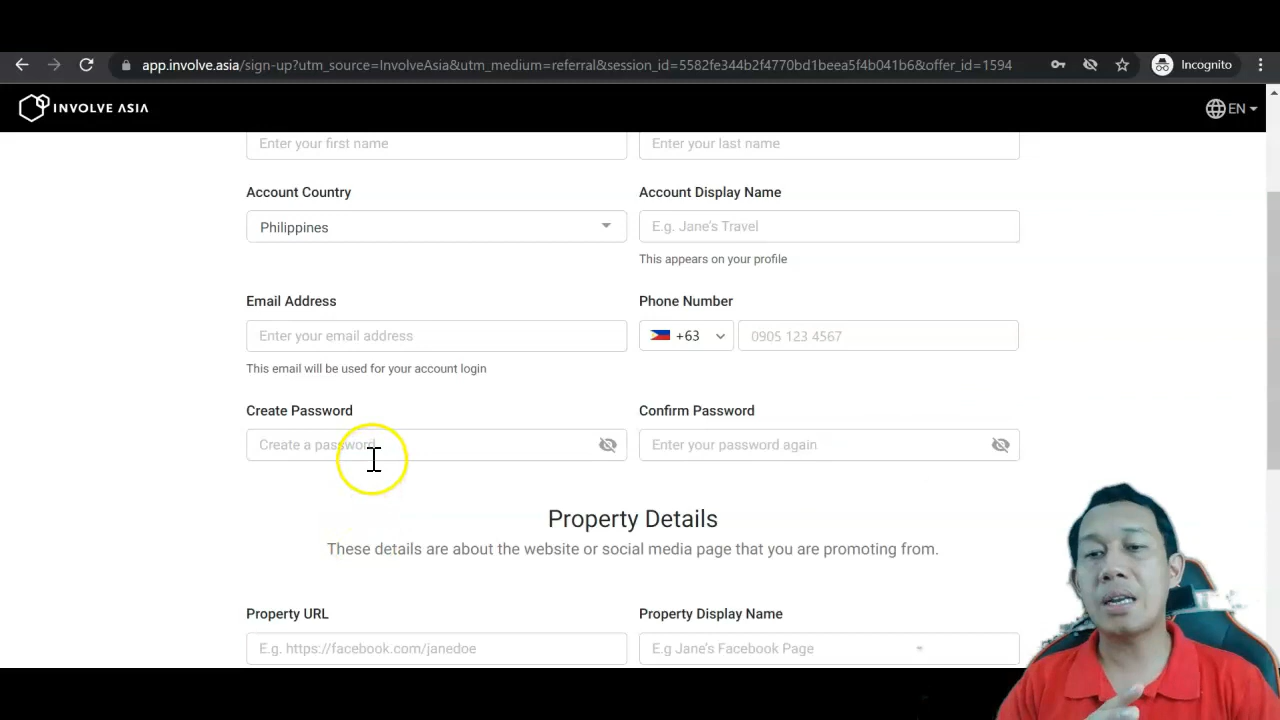 app.involve.asia/sign-up?utm_source=InvolveAsia&utm_medium=referral&session_id=5582fe344b2f4770bd1beea5f4b041b6&offer_id=1594
Incognito
INVOLVE ASIA
EN
Enter your first name
Enter your last name
Account Country
Account Display Name
Philippines
E.g. Jane's Travel
This appears on your profile
Email Address
Phone Number
Enter your email address
+63
0905 123 4567
This email will be used for your account login
Create Password
Confirm Password
Create a password
Enter your password again
Property Details
These details are about the website or social media page that you are promoting from.
Property URL
Property Display Name
E.g. https://facebook.com/janedoe
E.g Jane's Facebook Page